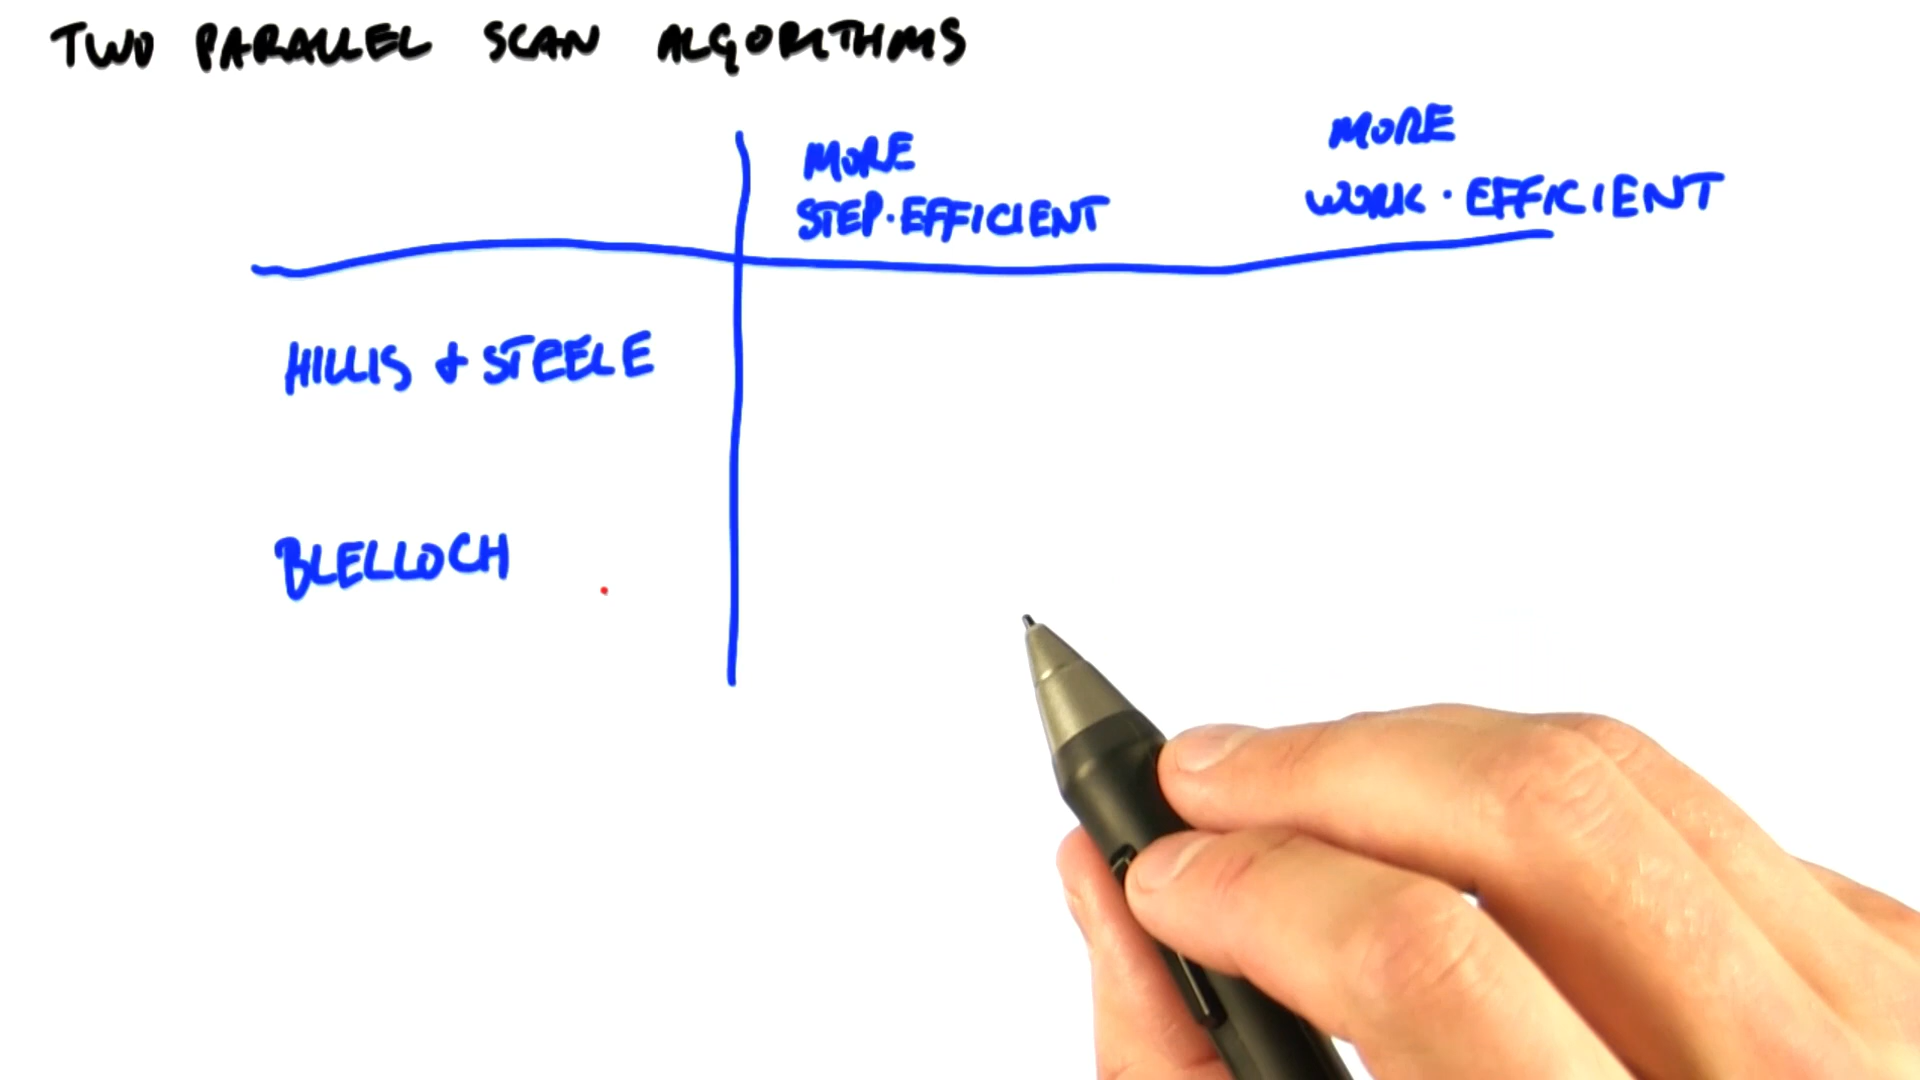 TWO PARALLEL SCAN ALGORITHMS
MORE
STEP·EFFICIENT
MORE
WORK·EFFICIENT
HILLIS & STEELE
BLELLOCH